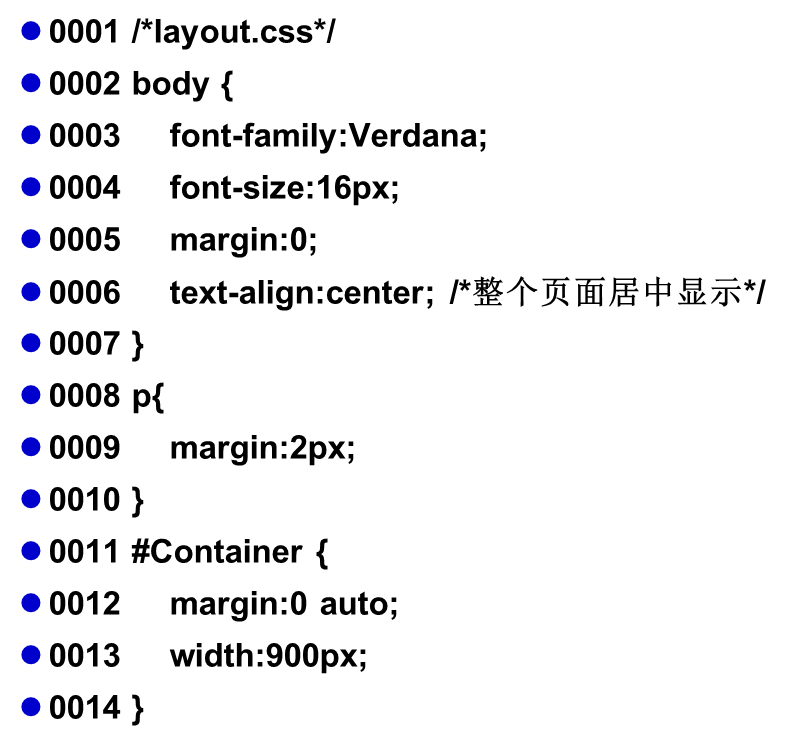 ● 0001 /*layout.css*/
● 0002 body {
● 0003 font-family:Verdana;
● 0004 font-size:16px;
● 0005 margin:0;
● 0006 text-align:center; /*整个页面居中显示*/
● 0007 }
● 0008 p{
● 0009 margin:2px;
● 0010 }
● 0011 #Container {
● 0012 margin:0 auto;
● 0013 width:900px;
● 0014 }